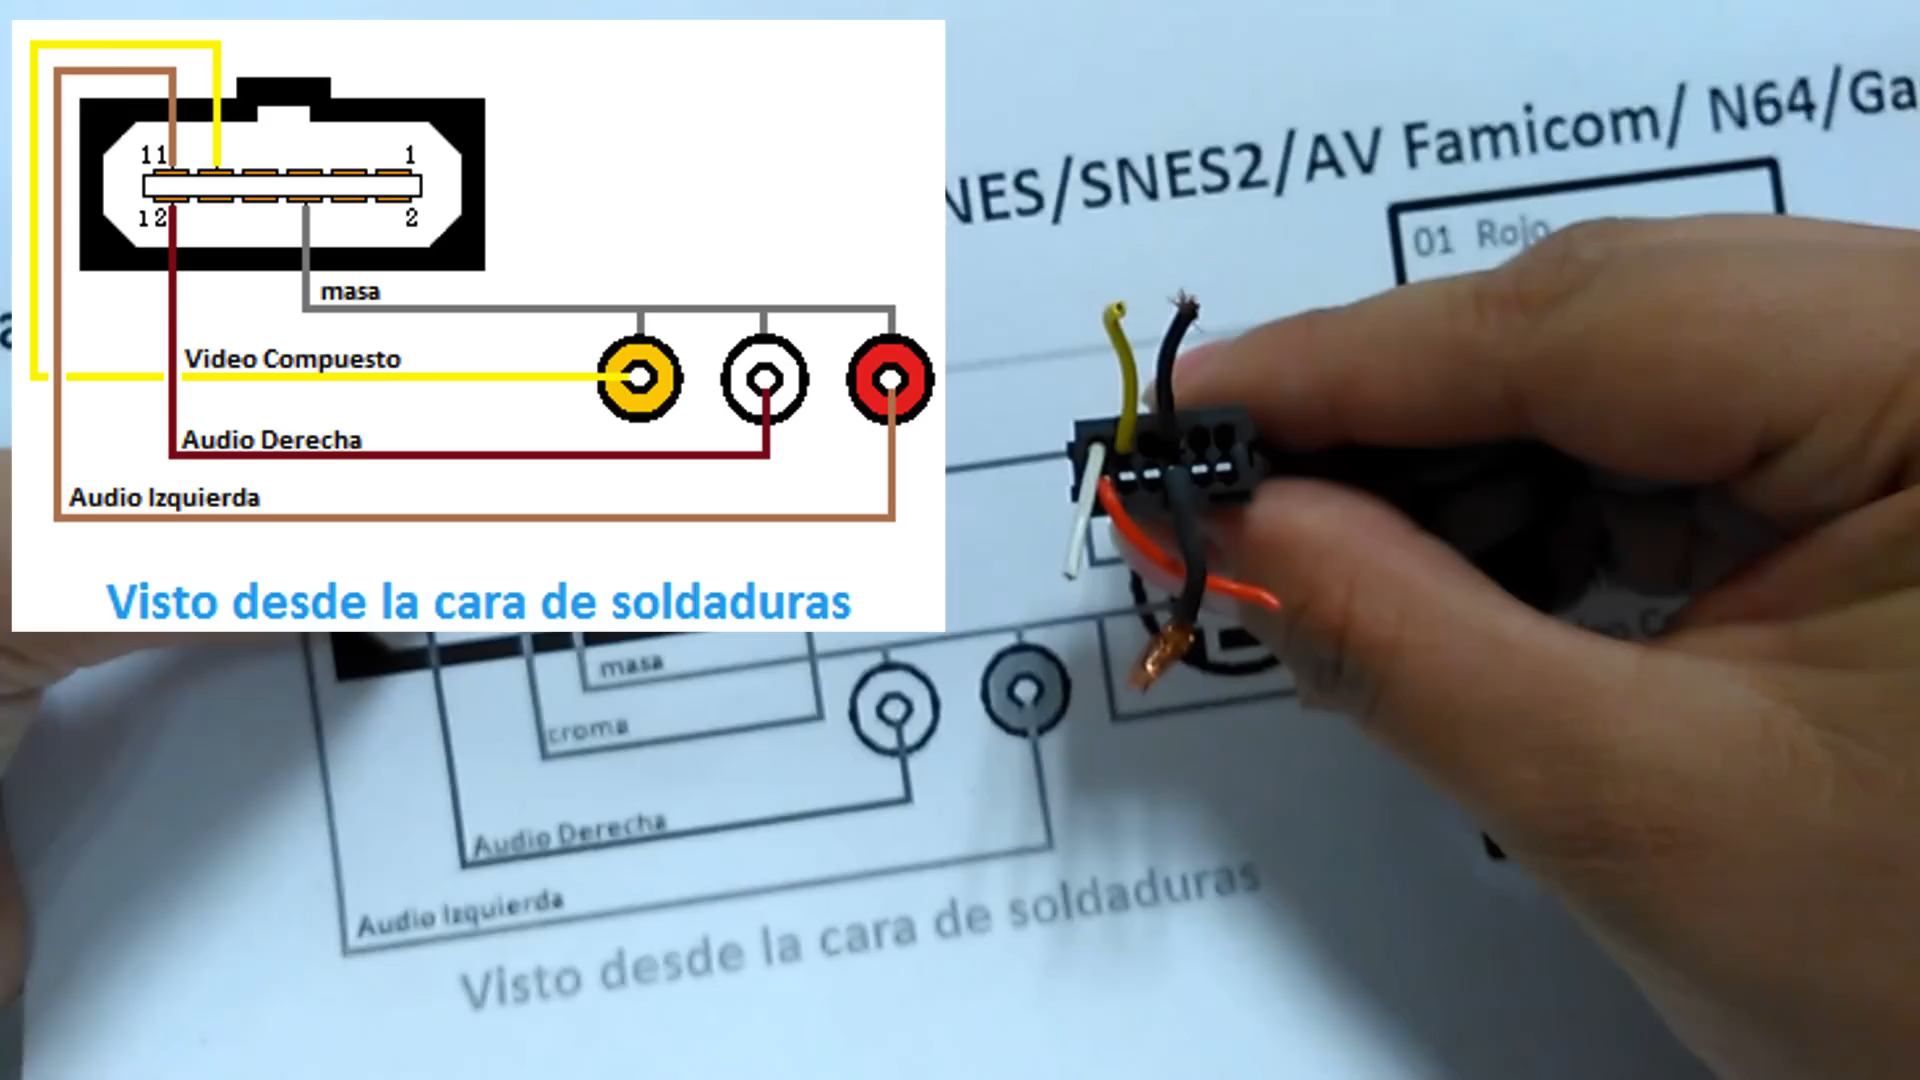 11
1
12
2
masa
Video Compuesto
Audio Derecha
Audio Izquierda
Visto desde la cara de soldaduras
NES/SNES2/AV Famicom/ N64/Ga
01 Rojo
masa
croma
Audio Derecha
Audio Izquierda
Visto desde la cara de soldaduras